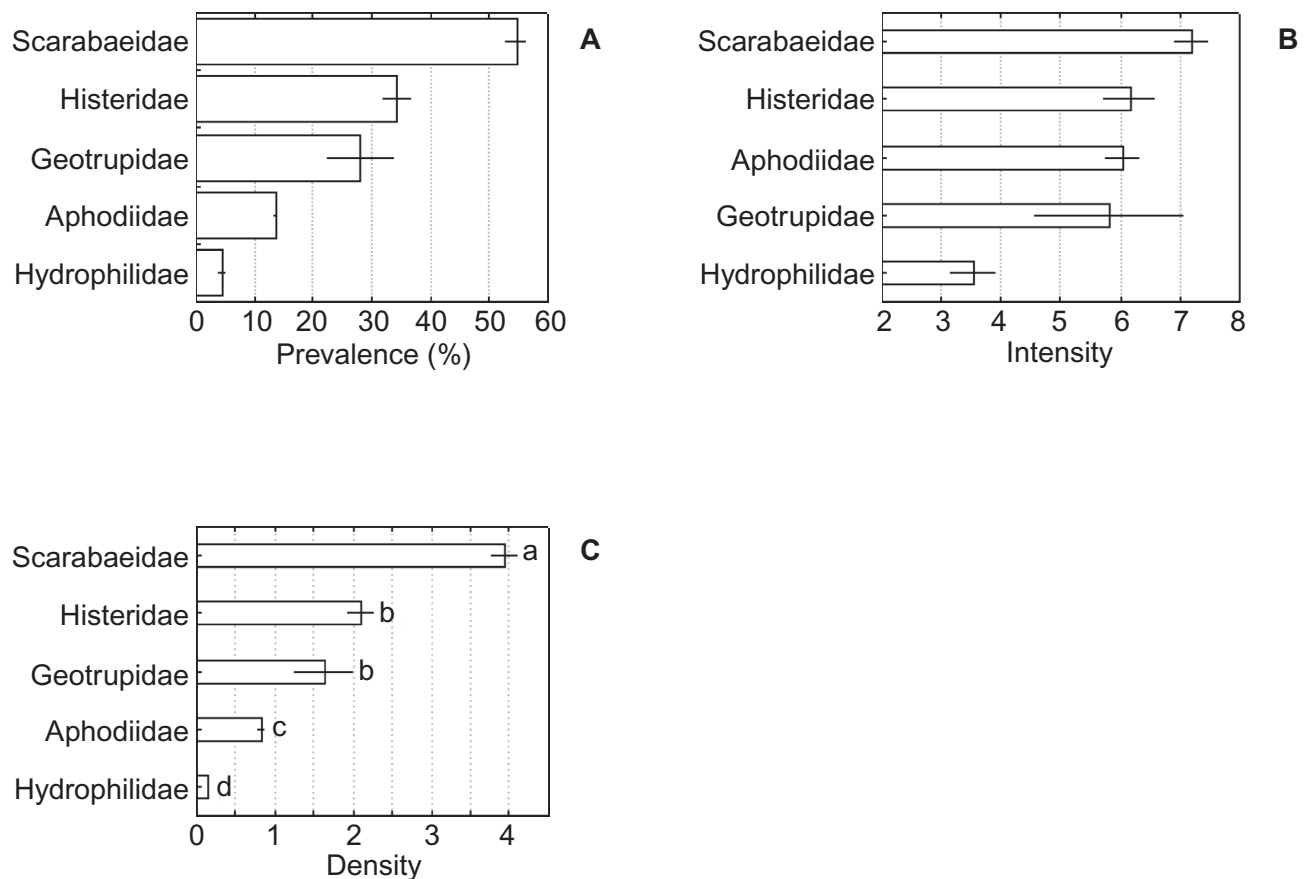 Scarabaeidae
Histeridae
Geotrupidae
Aphodiidae
Hydrophilidae
0 10 20 30 40 50 60
Prevalence (%)
A
Scarabaeidae
Histeridae
Aphodiidae
Geotrupidae
Hydrophilidae
2 3 4 5 6 7 8
Intensity
B
Scarabaeidae a
Histeridae b
Geotrupidae b
Aphodiidae c
Hydrophilidae d
0 1 2 3 4
Density
C